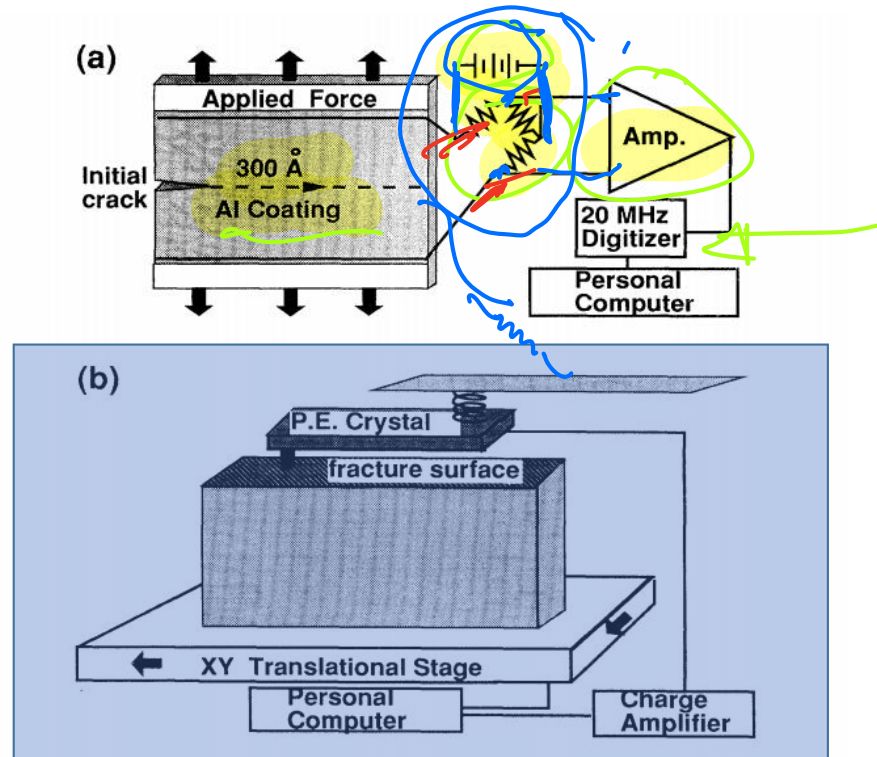 (a)
Applied Force
Initial
crack
300 Å
Al Coating
Amp.
20 MHz
Digitizer
Personal
Computer
(b)
P.E. Crystal
fracture surface
XY Translational Stage
Personal
Computer
Charge
Amplifier